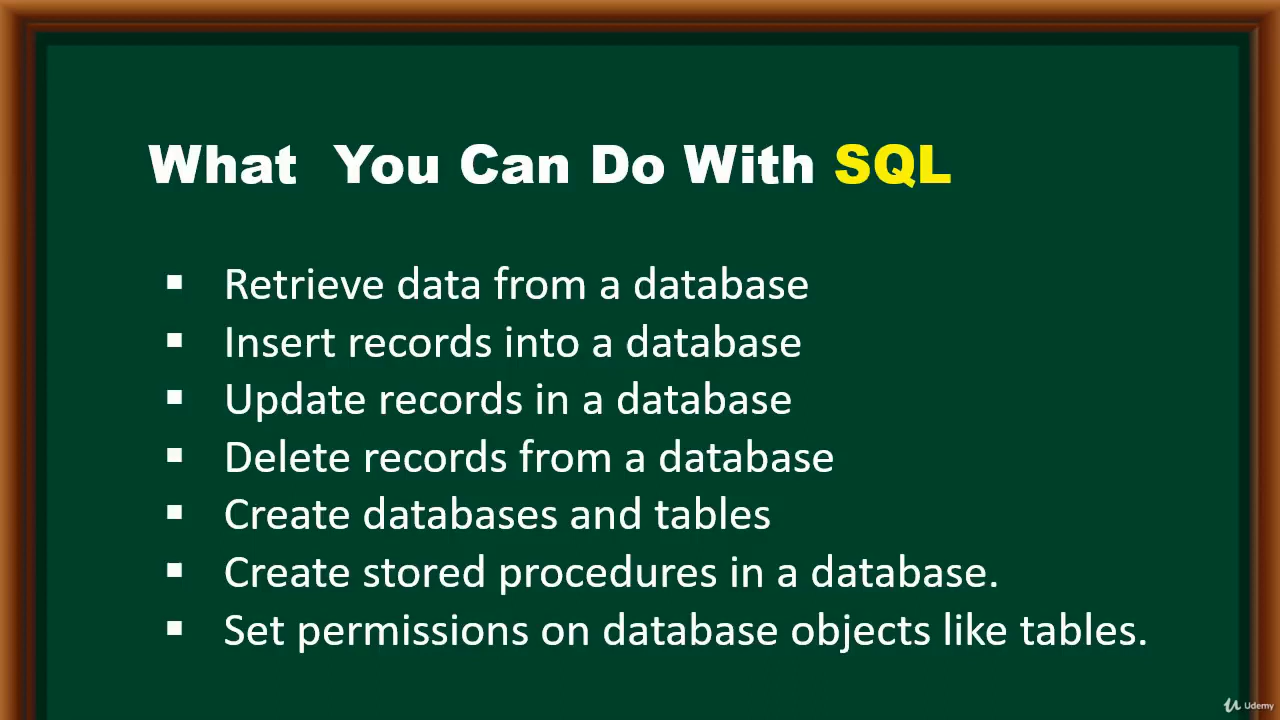 What You Can Do With SQL
▪ Retrieve data from a database
▪ Insert records into a database
▪ Update records in a database
▪ Delete records from a database
▪ Create databases and tables
▪ Create stored procedures in a database.
▪ Set permissions on database objects like tables.
Udemy